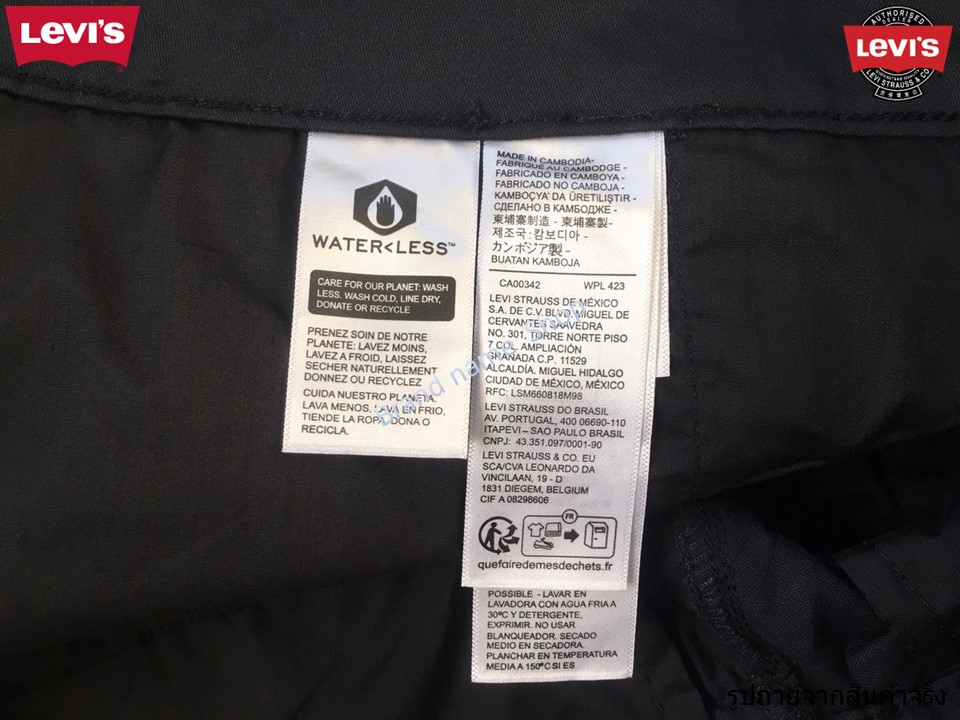 LEVI'S
AUTHORISED
DEALER
LEVI'S
LEVI STRAUSS & CO.
WATER<LESS™
CARE FOR OUR PLANET: WASH
LESS. WASH COLD, LINE DRY,
DONATE OR RECYCLE
PRENEZ SOIN DE NOTRE
PLANETE: LAVEZ MOINS,
LAVEZ A FROID, LAISSEZ
SECHER NATURELLEMENT
DONNEZ OU RECYCLEZ
CUIDA NUESTRO PLANETA
LAVA MENOS, EN FRIO,
TIENDE LA ROPA, DONA O
RECICLA.
MADE IN CAMBODIA-
FABRIQUE AU CAMBODGE -
FABRICADO EN CAMBOYA -
FABRICADO NO CAMBOJA -
KAMBOÇYA' DA ÜRETILIŞTIR -
СДЕЛАНО В КАМБОДЖЕ -
柬埔寨制造 - 柬埔寨製-
제조국:캄보디아 -
カンボジア製 -
BUATAN KAMBOJA
CA00342 WPL 423
LEVI STRAUSS DE MÉXICO
S.A. DE C.V. BLVD. MIGUEL DE
CERVANTES SAAVEDRA
NO. 301, TORRE NORTE PISO
7 COL. AMPLIACIÓN
GRANADA C.P. 11529
ALCALDÍA. MIGUEL HIDALGO
CIUDAD DE MÉXICO, MÉXICO
RFC: LSM660818M98
LEVI STRAUSS DO BRASIL
AV. PORTUGAL, 400 06690-110
ITAPEVI – SAO PAULO BRASIL
CNPJ: 43.351.097/0001-90
LEVI STRAUSS & CO. EU
SCA/CVA LEONARDO DA
VINCILAAN, 19 - D
1831 DIEGEM, BELGIUM
CIF A 08298606
FR
quefairedemesdechets.fr
POSSIBLE - LAVAR EN
LAVADORA CON AGUA FRIA A
30ºC Y DETERGENTE,
EXPRIMIR. NO USAR
BLANQUEADOR. SECADO
MEDIO EN SECADORA.
PLANCHAR EN TEMPERATURA
MEDIA A 150ºC SI ES
Brand name Shop
รูปถ่ายจากสินค้าจริง